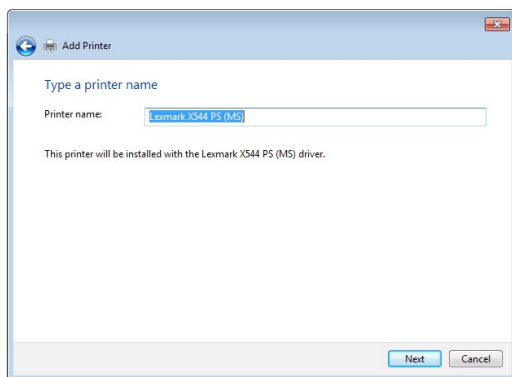 Add Printer
Type a printer name
Printer name: Lexmark X544 PS (MS)
This printer will be installed with the Lexmark X544 PS (MS) driver.
Next Cancel